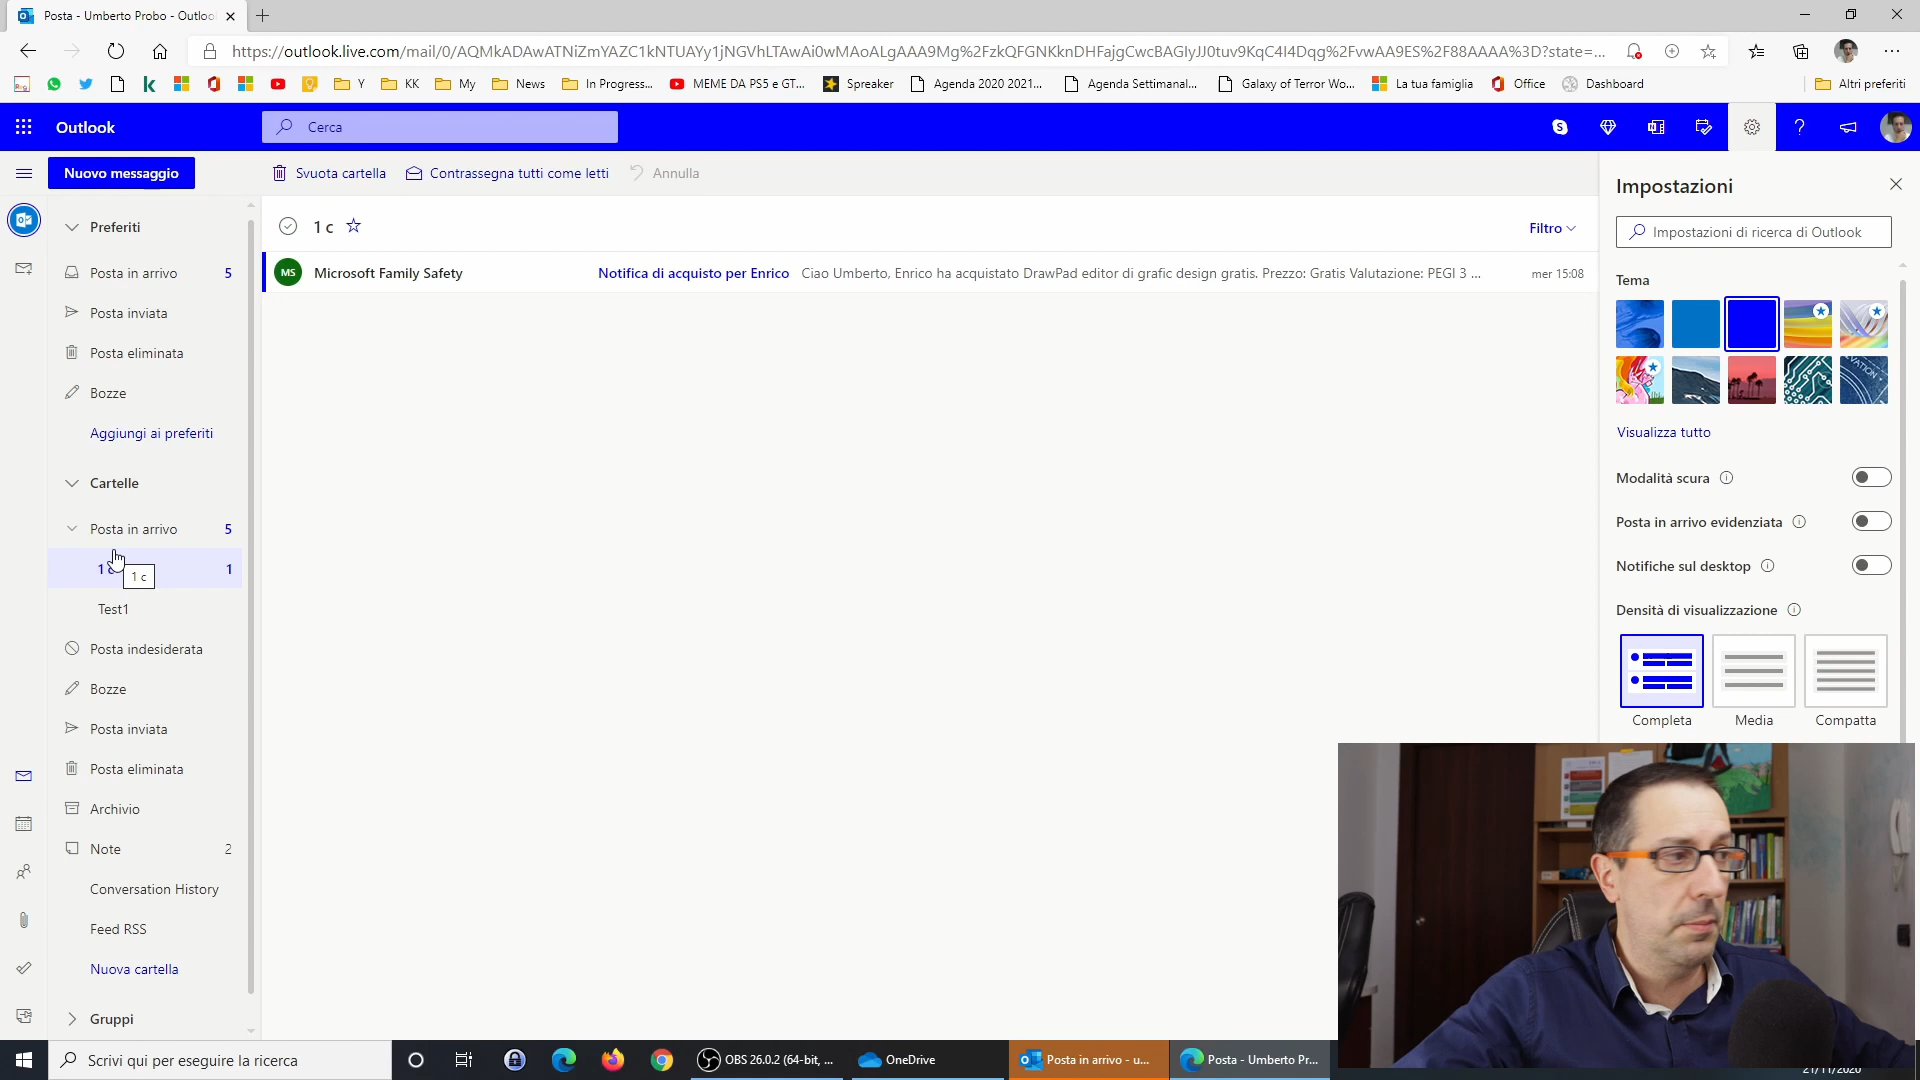 Posta - Umberto Probo - Outloo
https://outlook.live.com/mail/0/AQMkADAwATNiZmYAZC1kNTUAYy1jNGVhLTAwAi0wMAoALgAAA9Mg%2FzkQFGNKknDHFajgCwcBAGIyJJ0tuv9KqC4I4Dqg%2FvwAA9ES%2F88AAAA%3D?state=...
Y
KK
My
News
In Progress...
MEME DA PS5 e GT...
Spreaker
Agenda 2020 2021...
Agenda Settimanal...
Galaxy of Terror Wo...
La tua famiglia
Office
Dashboard
Altri preferiti
Outlook
Cerca
Nuovo messaggio
Svuota cartella
Contrassegna tutti come letti
Annulla
Preferiti
Posta in arrivo 5
Posta inviata
Posta eliminata
Bozze
Aggiungi ai preferiti
Cartelle
Posta in arrivo 5
1 c 1
1 c
Test1
Posta indesiderata
Bozze
Posta inviata
Posta eliminata
Archivio
Note 2
Conversation History
Feed RSS
Nuova cartella
Gruppi
1 c
Filtro
MS
Microsoft Family Safety
Notifica di acquisto per Enrico
Ciao Umberto, Enrico ha acquistato DrawPad editor di grafic design gratis. Prezzo: Gratis Valutazione: PEGI 3 ...
mer 15:08
Impostazioni
Impostazioni di ricerca di Outlook
Tema
Visualizza tutto
Modalità scura
Posta in arrivo evidenziata
Notifiche sul desktop
Densità di visualizzazione
Completa
Media
Compatta
Scrivi qui per eseguire la ricerca
OBS 26.0.2 (64-bit, ...
OneDrive
Posta in arrivo - u...
Posta - Umberto Pr...
21/11/2020